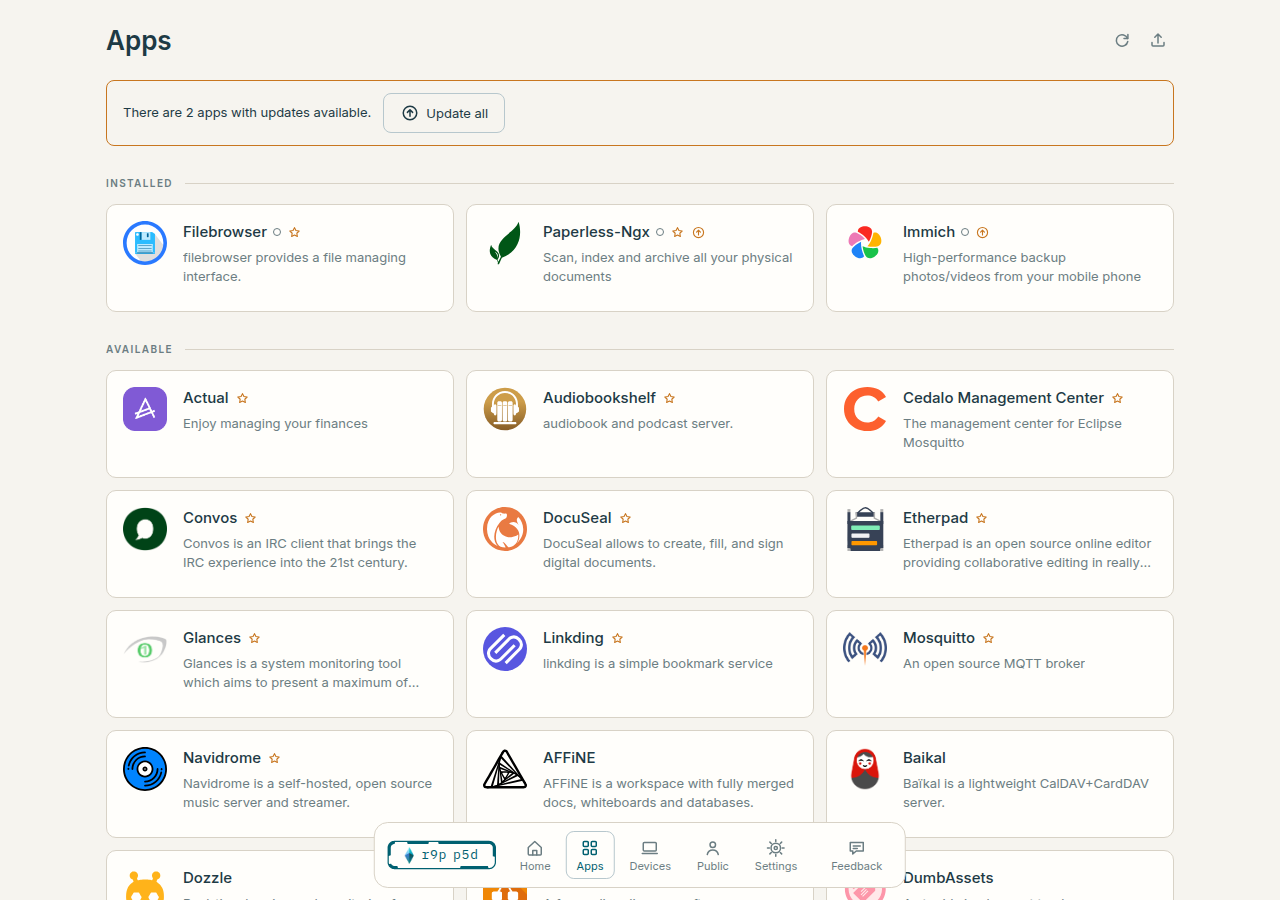 Apps
There are 2 apps with updates available.
Update all
INSTALLED
Filebrowser
filebrowser provides a file managing
interface.
Paperless-Ngx
Scan, index and archive all your physical
documents
Immich
High-performance backup
photos/videos from your mobile phone
AVAILABLE
Actual
Enjoy managing your finances
Audiobookshelf
audiobook and podcast server.
Cedalo Management Center
The management center for Eclipse
Mosquitto
Convos
Convos is an IRC client that brings the
IRC experience into the 21st century.
DocuSeal
DocuSeal allows to create, fill, and sign
digital documents.
Etherpad
Etherpad is an open source online editor
providing collaborative editing in really...
Glances
Glances is a system monitoring tool
which aims to present a maximum of...
Linkding
linkding is a simple bookmark service
Mosquitto
An open source MQTT broker
Navidrome
Navidrome is a self-hosted, open source
music server and streamer.
AFFiNE
AFFiNE is a workspace with fully merged
docs, whiteboards and databases.
Baikal
Baïkal is a lightweight CalDAV+CardDAV
server.
Dozzle
DumbAssets
r9p p5d
Home
Apps
Devices
Public
Settings
Feedback